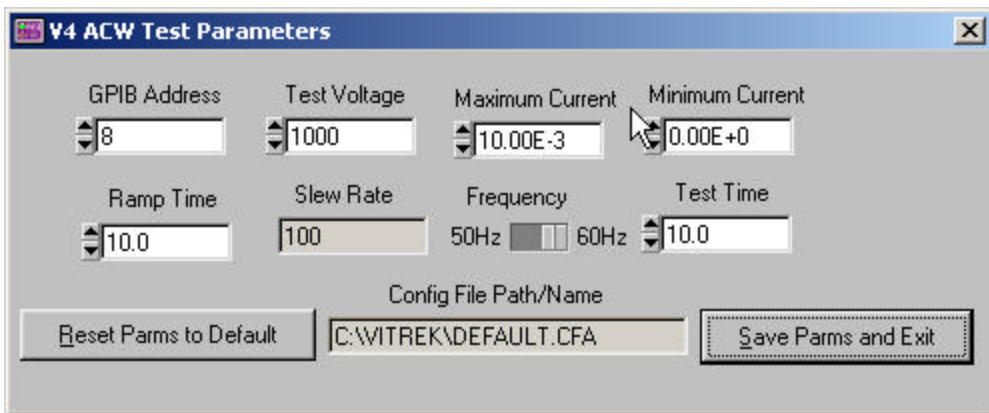 V4 ACW Test Parameters
GPIB Address
8
Test Voltage
1000
Maximum Current
10.00E-3
Minimum Current
0.00E+0
Ramp Time
10.0
Slew Rate
100
Frequency
50Hz
60Hz
Test Time
10.0
Config File Path/Name
Reset Parms to Default
C:\VITREK\DEFAULT.CFA
Save Parms and Exit